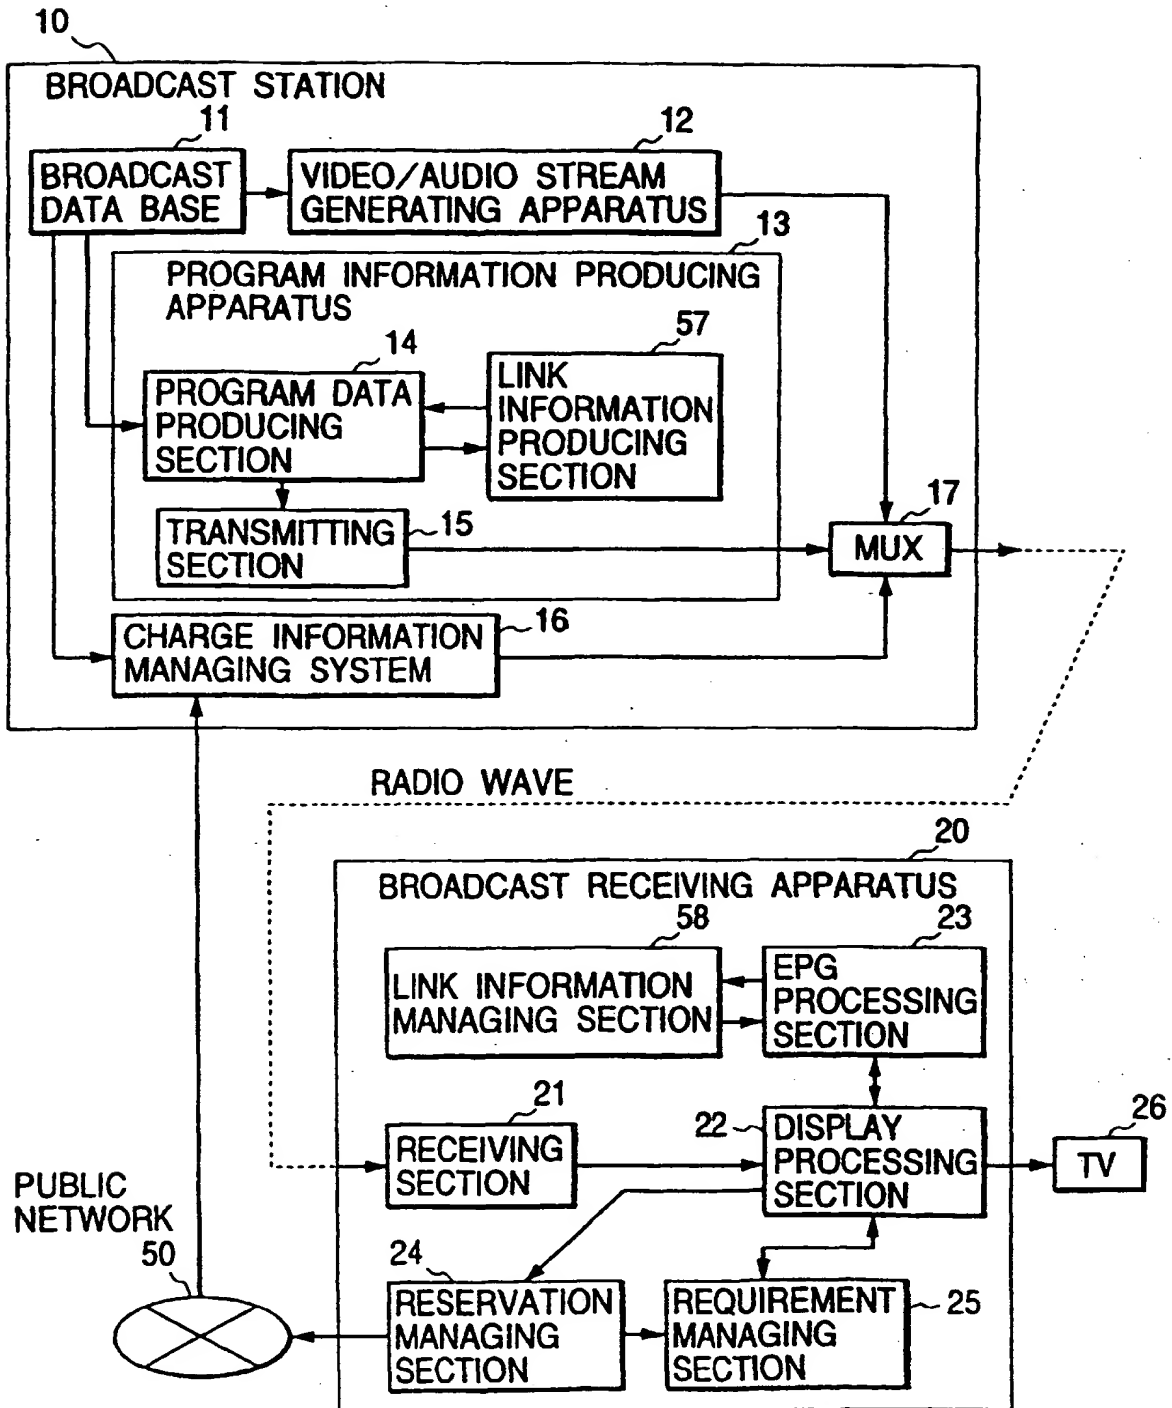 10
BROADCAST STATION
11
BROADCAST
DATA BASE
12
VIDEO/AUDIO STREAM
GENERATING APPARATUS
13
PROGRAM INFORMATION PRODUCING
APPARATUS
14
PROGRAM DATA
PRODUCING
SECTION
57
LINK
INFORMATION
PRODUCING
SECTION
TRANSMITTING
SECTION
15
17
MUX
CHARGE INFORMATION
MANAGING SYSTEM
16
RADIO WAVE
20
BROADCAST RECEIVING APPARATUS
58
LINK INFORMATION
MANAGING SECTION
23
EPG
PROCESSING
SECTION
21
RECEIVING
SECTION
22
DISPLAY
PROCESSING
SECTION
26
TV
PUBLIC
NETWORK
50
24
RESERVATION
MANAGING
SECTION
REQUIREMENT
MANAGING
SECTION
25